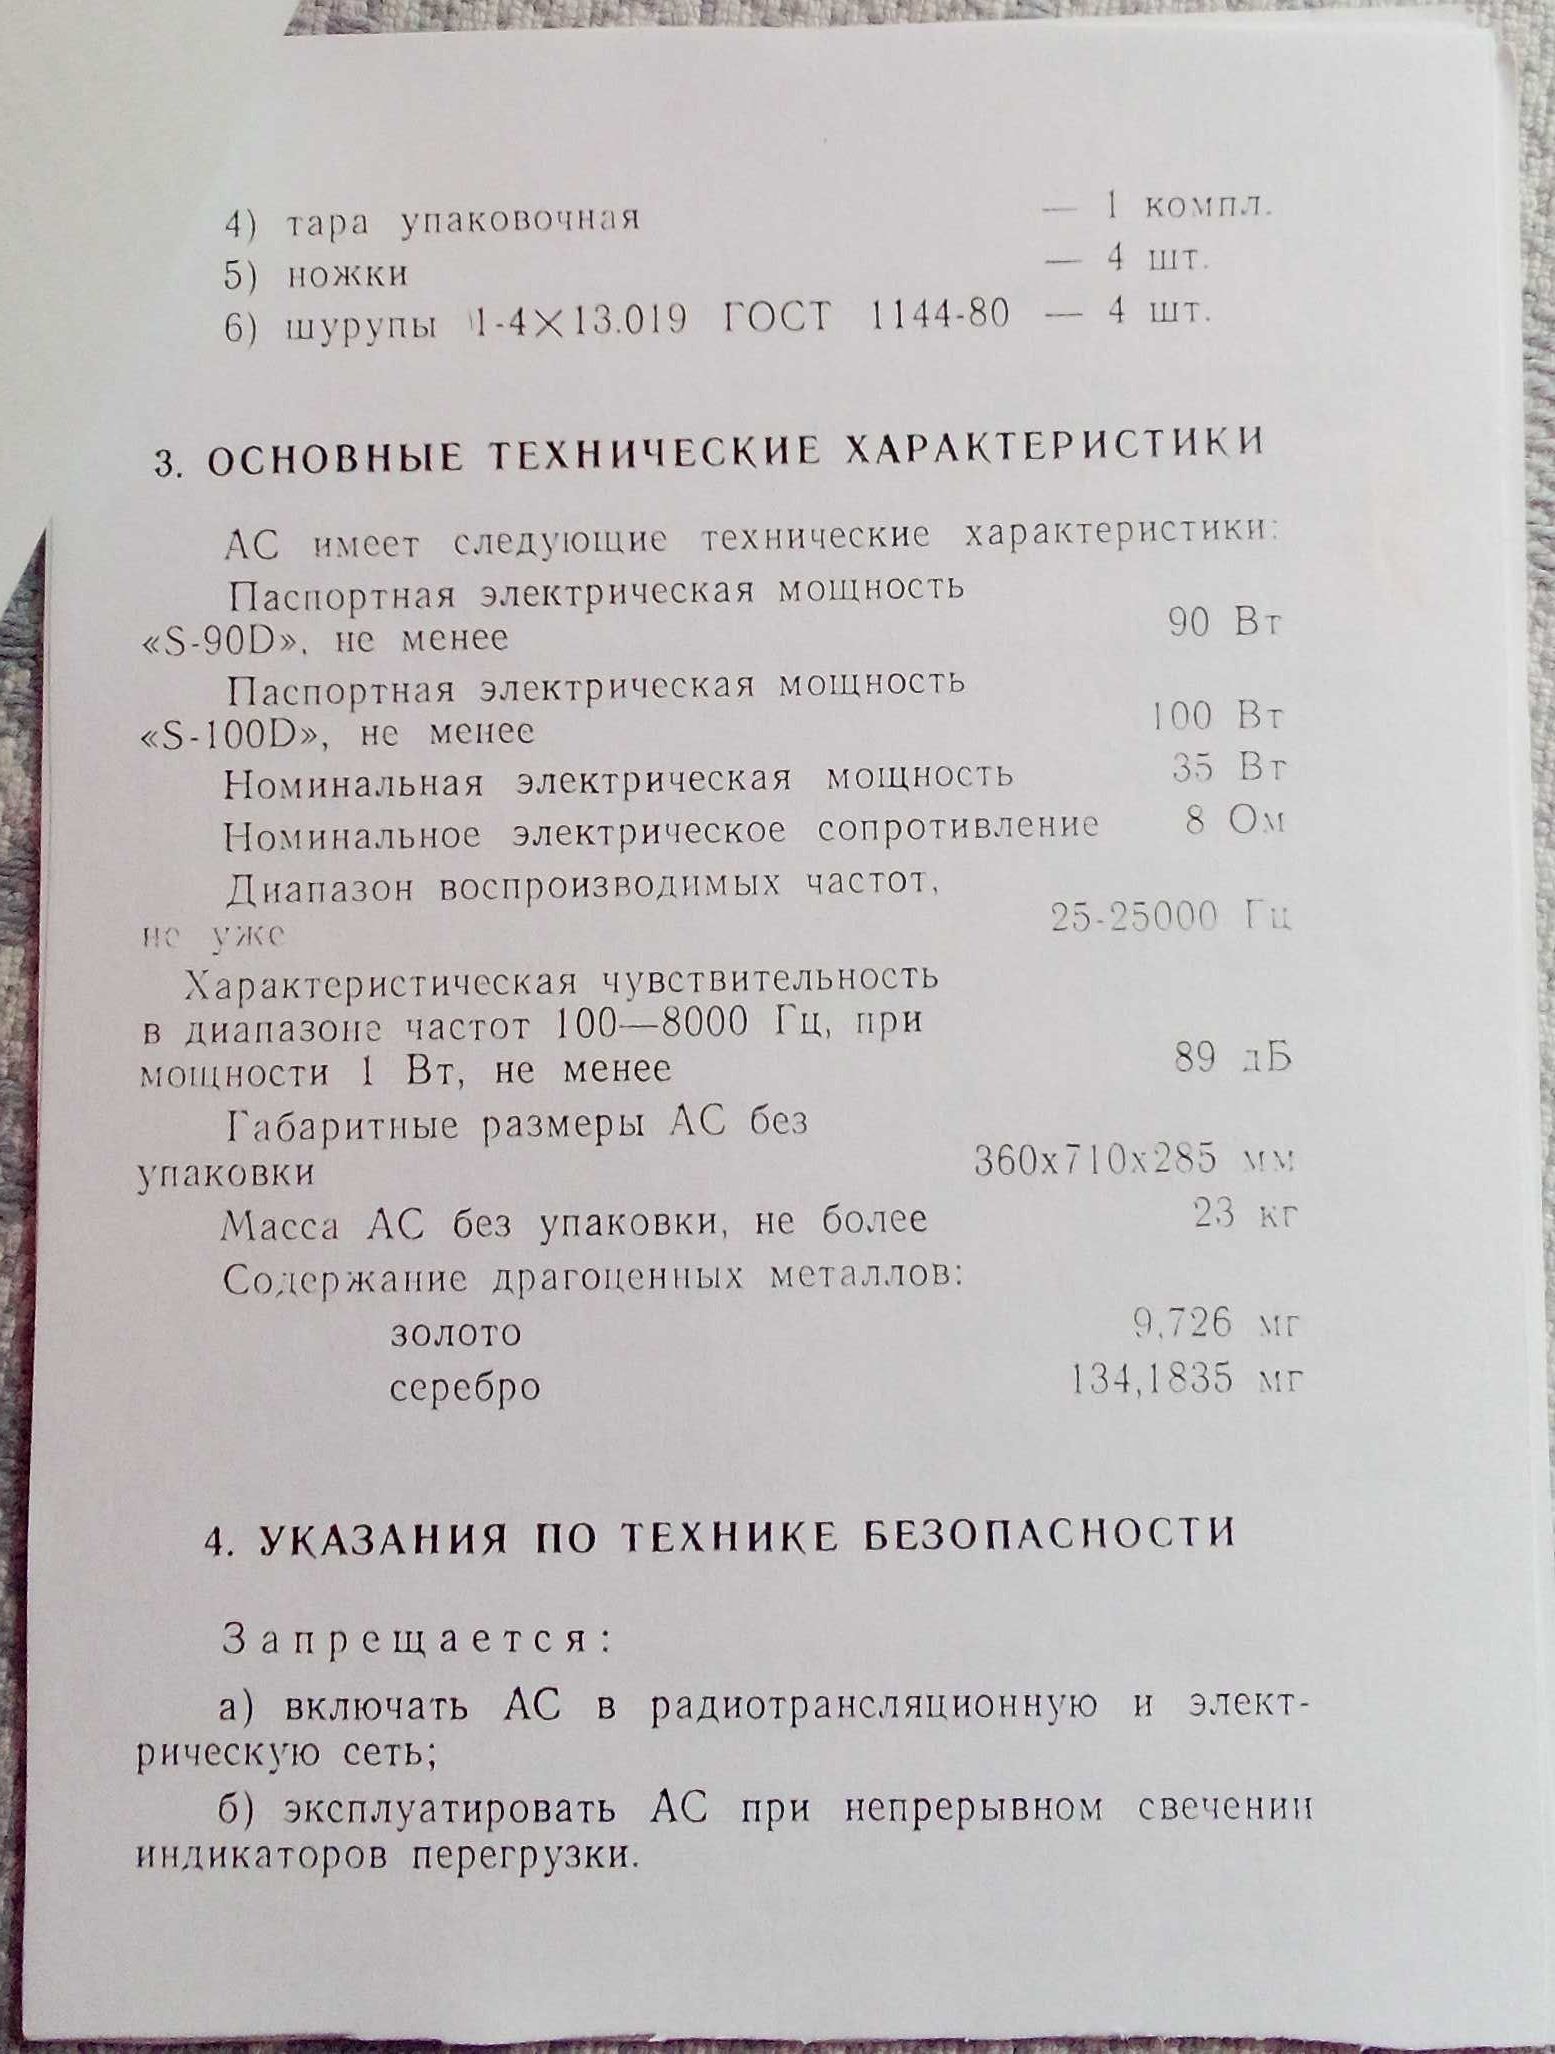 4) тара упаковочная — 1 компл.
5) ножки — 4 шт.
6) шурупы 1-4×13.019 ГОСТ 1144-80 — 4 шт.
3. ОСНОВНЫЕ ТЕХНИЧЕСКИЕ ХАРАКТЕРИСТИКИ
АС имеет следующие технические характеристики:
Паспортная электрическая мощность
«S-90D», не менее 90 Вт
Паспортная электрическая мощность
«S-100D», не менее 100 Вт
Номинальная электрическая мощность 35 Вт
Номинальное электрическое сопротивление 8 Ом
Диапазон воспроизводимых частот,
не уже 25-25000 Гц
Характеристическая чувствительность
в диапазоне частот 100—8000 Гц, при
мощности 1 Вт, не менее 89 дБ
Габаритные размеры АС без
упаковки 360х710х285 мм
Масса АС без упаковки, не более 23 кг
Содержание драгоценных металлов:
золото 9,726 мг
серебро 134,1835 мг
4. УКАЗАНИЯ ПО ТЕХНИКЕ БЕЗОПАСНОСТИ
Запрещается:
а) включать АС в радиотрансляционную и элект-
рическую сеть;
б) эксплуатировать АС при непрерывном свечении
индикаторов перегрузки.